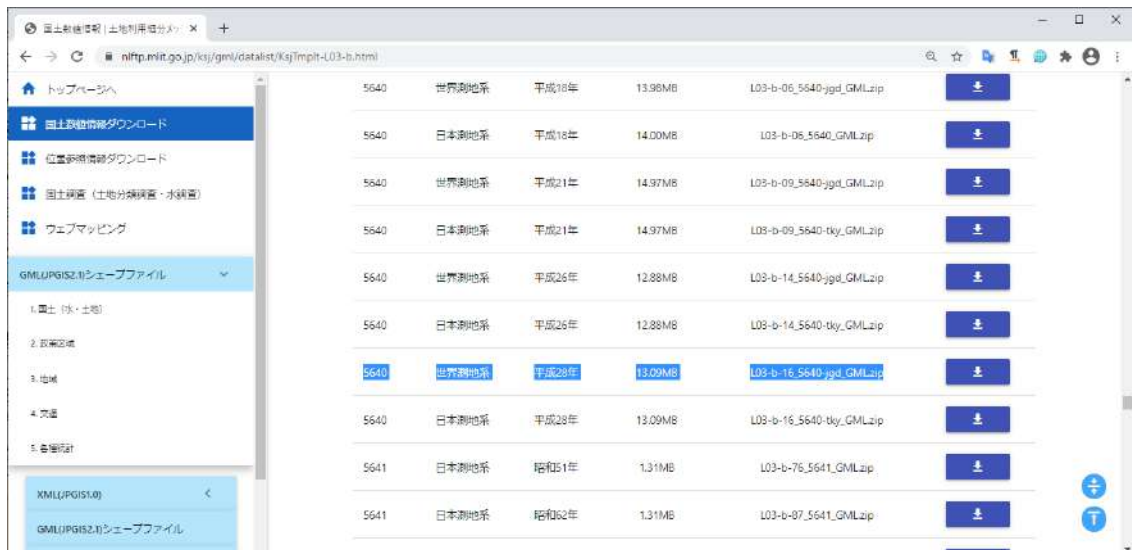 国土数値情報 | 土地利用細分メッ
nlftp.mlit.go.jp/ksj/gml/datalist/KsjTmplt-L03-b.html
トップページへ
国土数値情報ダウンロード
位置参照情報ダウンロード
国土調査（土地分類調査・水調査）
ウェブマッピング
GML(JPGIS2.1)シェープファイル
1. 国土（水・土地）
2. 政策区域
3. 地域
4. 交通
5. 各種統計
XML(JPGIS1.0)
GML(JPGIS2.1)シェープファイル
5640 世界測地系 平成18年 13.98MB L03-b-06_5640-jgd_GML.zip
5640 日本測地系 平成18年 14.00MB L03-b-06_5640_GML.zip
5640 世界測地系 平成21年 14.97MB L03-b-09_5640-jgd_GML.zip
5640 日本測地系 平成21年 14.97MB L03-b-09_5640-tky_GML.zip
5640 世界測地系 平成26年 12.88MB L03-b-14_5640-jgd_GML.zip
5640 日本測地系 平成26年 12.88MB L03-b-14_5640-tky_GML.zip
5640 世界測地系 平成28年 13.09MB L03-b-16_5640-jgd_GML.zip
5640 日本測地系 平成28年 13.09MB L03-b-16_5640-tky_GML.zip
5641 日本測地系 昭和51年 1.31MB L03-b-76_5641_GML.zip
5641 日本測地系 昭和62年 1.31MB L03-b-87_5641_GML.zip